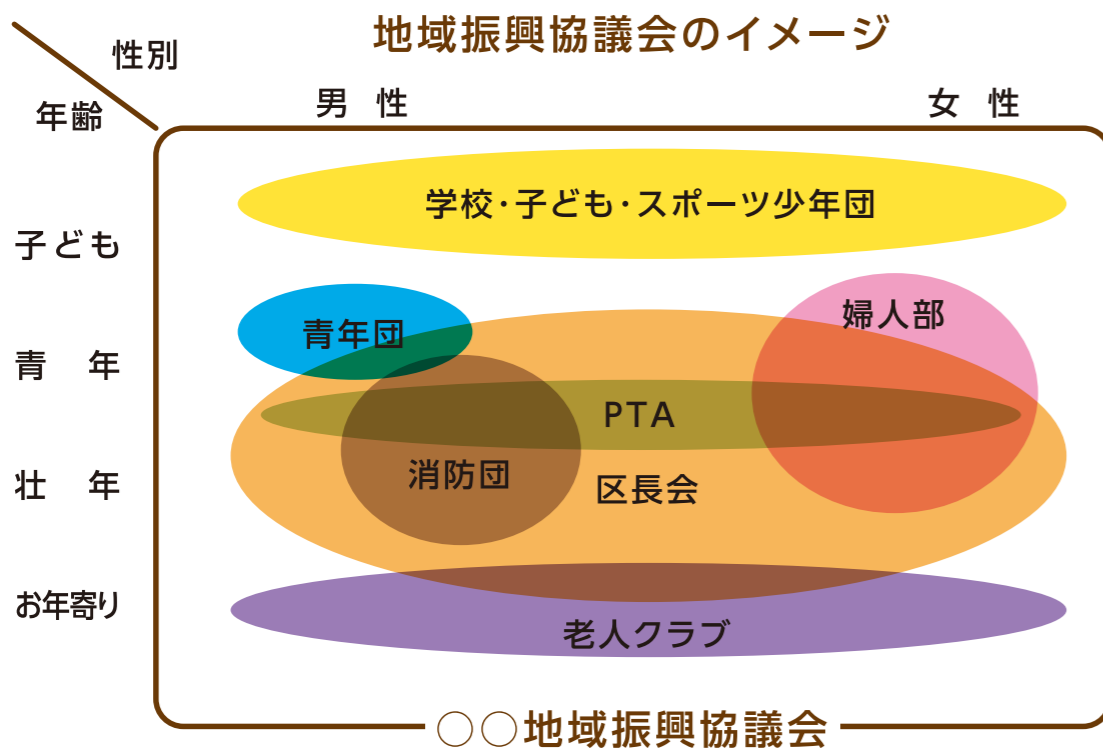 地域振興協議会のイメージ
性別
年齢
男性
女性
学校・子ども・スポーツ少年団
子ども
青年団
婦人部
青年
PTA
消防団
区長会
壮年
お年寄り
老人クラブ
○○地域振興協議会